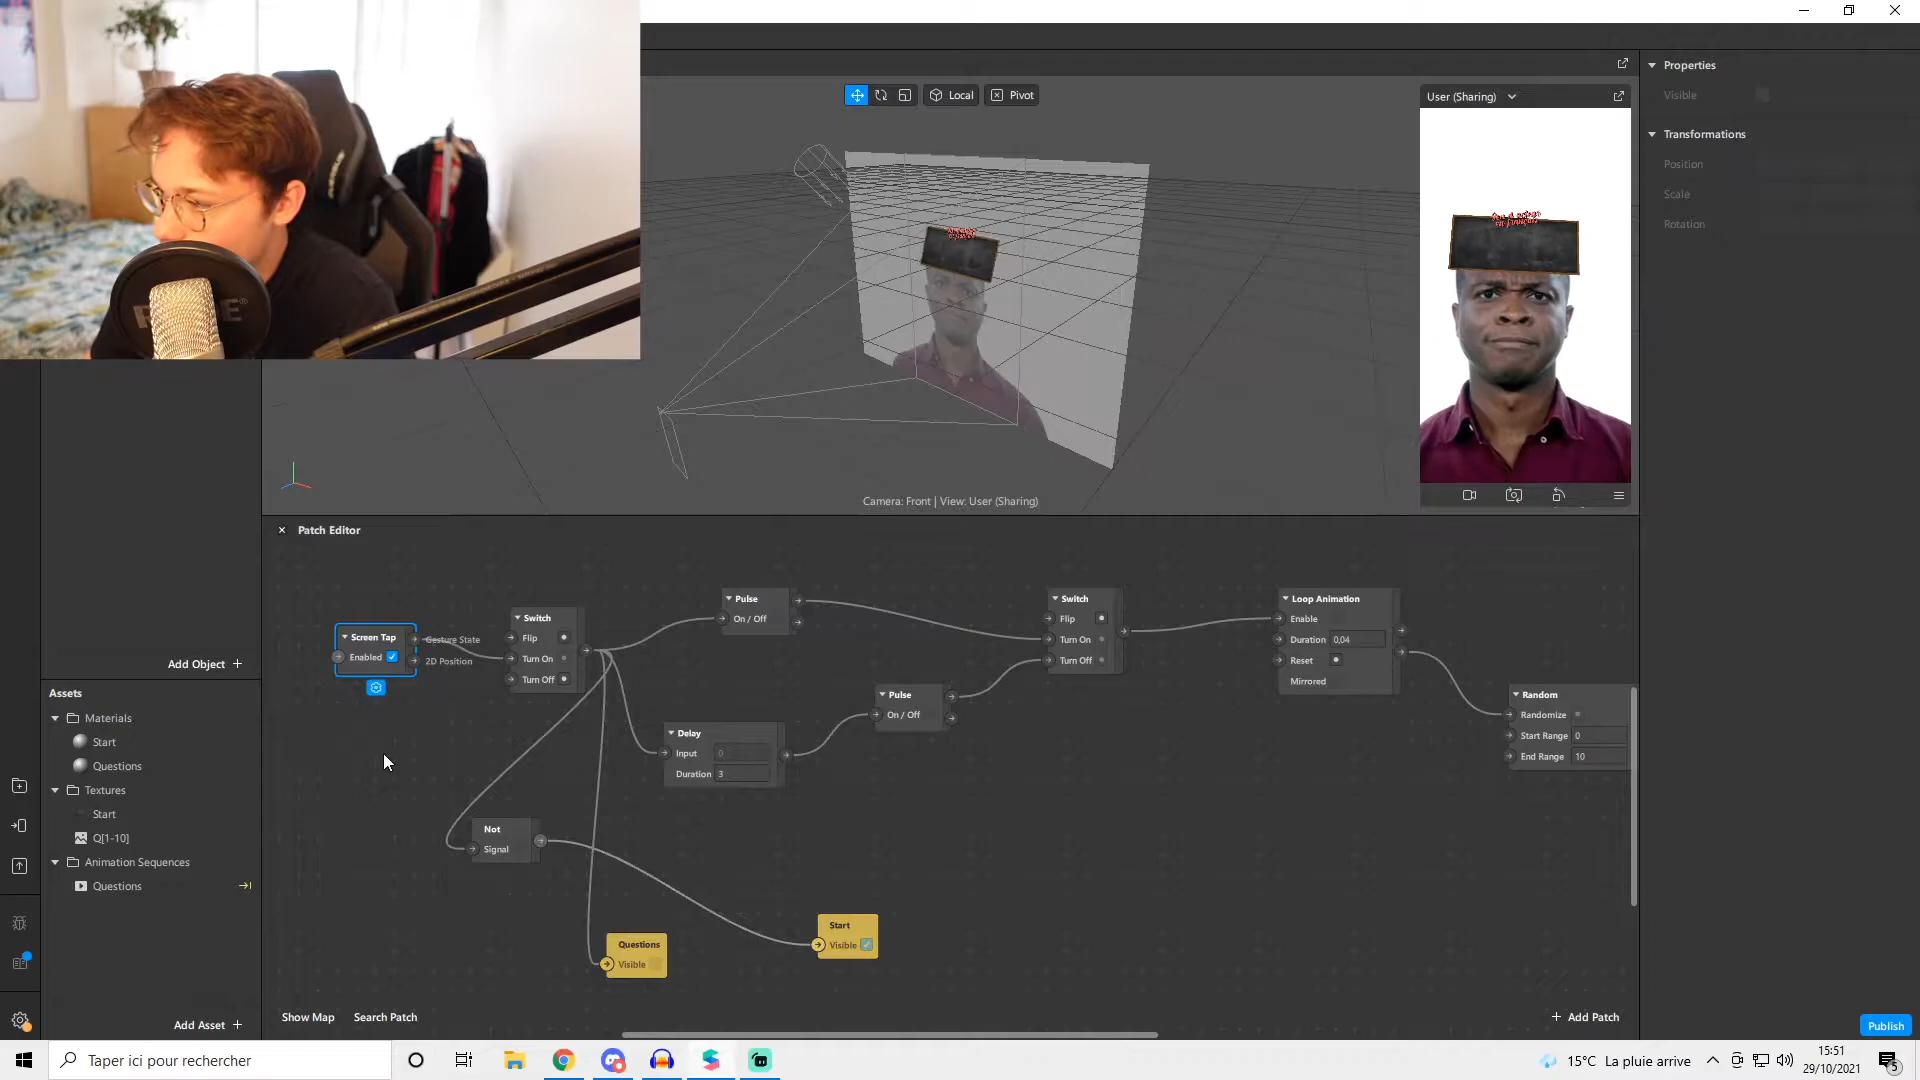 Local
Pivot
User (Sharing)
Properties
Visible
Transformations
Position
Scale
Rotation
Camera: Front | View: User (Sharing)
Patch Editor
Screen Tap
Enabled
Gesture State
2D Position
Switch
Flip
Turn On
Turn Off
Pulse
On / Off
Delay
Input 0
Duration 3
Pulse
On / Off
Switch
Flip
Turn On
Turn Off
Loop Animation
Enable
Duration 0,04
Reset
Mirrored
Random
Randomize
Start Range 0
End Range 10
Not
Signal
Questions
Visible
Start
Visible
Add Object +
Assets
Materials
Start
Questions
Textures
Start
Q[1-10]
Animation Sequences
Questions
Add Asset +
Show Map
Search Patch
+ Add Patch
Publish
Taper ici pour rechercher
15°C La pluie arrive
15:51
29/10/2021
5